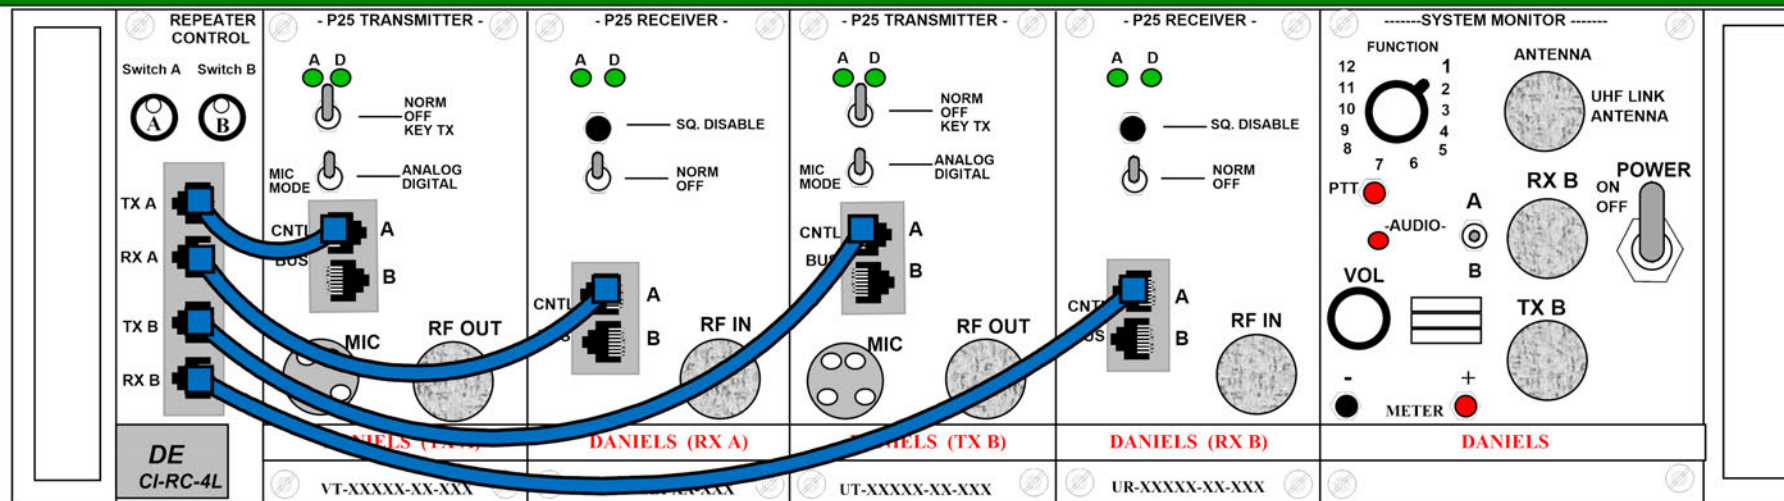 REPEATER
CONTROL
Switch A Switch B
A B
TX A
RX A
TX B
RX B
DE
CI-RC-4L
- P25 TRANSMITTER -
A D
NORM
OFF
KEY TX
MIC
MODE
ANALOG
DIGITAL
CNTL
BUS
A
B
MIC
RF OUT
VT-XXXXX-XX-XXX
- P25 RECEIVER -
A D
SQ. DISABLE
NORM
OFF
A
B
RF IN
DANIELS (RX A)
- P25 TRANSMITTER -
A D
NORM
OFF
KEY TX
MIC
MODE
ANALOG
DIGITAL
CNTL
A
B
MIC
RF OUT
(TX B)
UT-XXXXX-XX-XXX
- P25 RECEIVER -
A D
SQ. DISABLE
NORM
OFF
A
B
RF IN
DANIELS (RX B)
UR-XXXXX-XX-XXX
-------SYSTEM MONITOR -------
FUNCTION
12 1
11 2
10 3
9 4
8 5
7 6
ANTENNA
UHF LINK
ANTENNA
PTT
-AUDIO-
A
B
RX B
POWER
ON
OFF
VOL
TX B
- +
METER
DANIELS